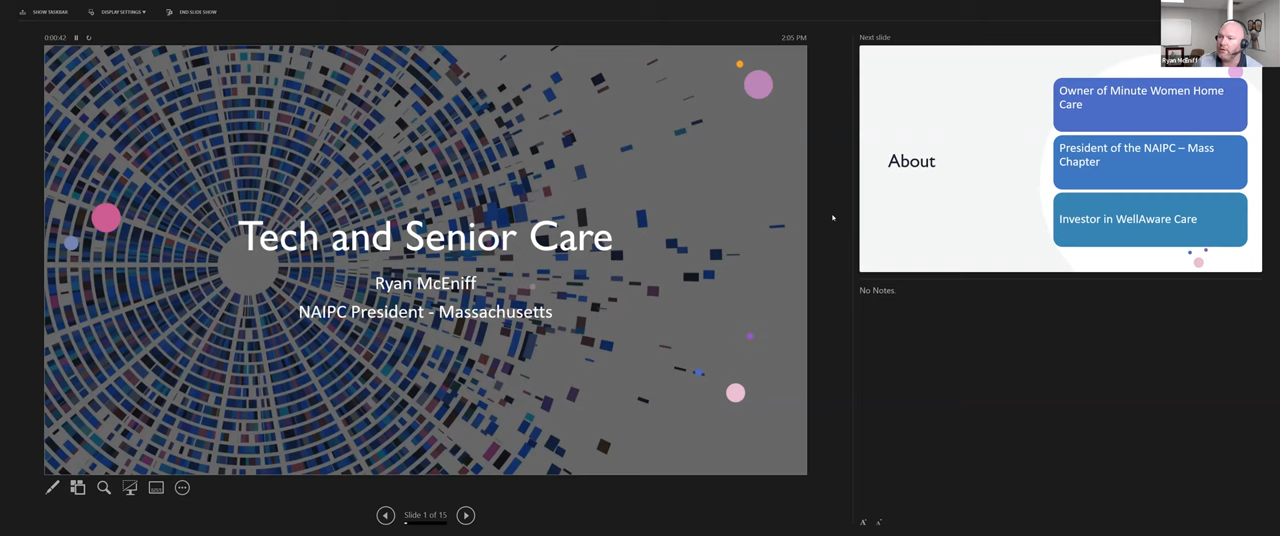 SHOW TASKBAR
DISPLAY SETTINGS ▼
END SLIDE SHOW
0:00:42
2:05 PM
Tech and Senior Care
Ryan McEniff
NAIPC President - Massachusetts
Slide 1 of 15
Next slide
Ryan McEniff
About
Owner of Minute Women Home
Care
President of the NAIPC – Mass
Chapter
Investor in WellAware Care
No Notes.
A
A